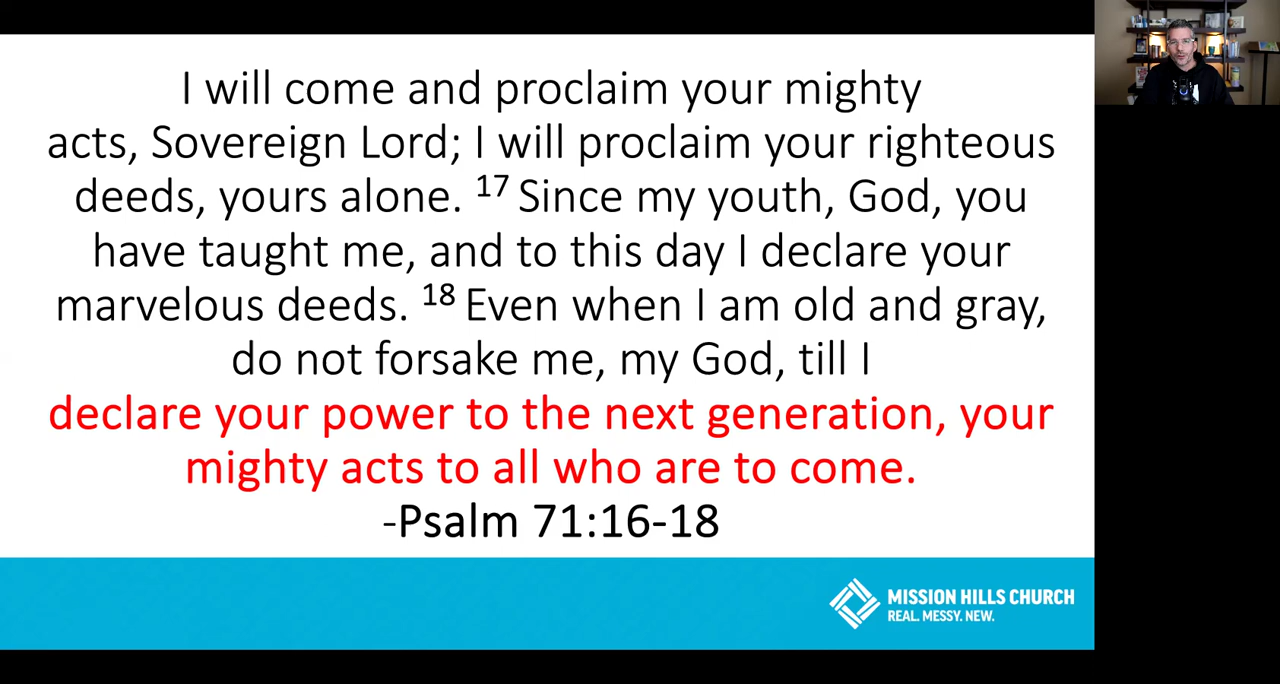 I will come and proclaim your mighty
acts, Sovereign Lord; I will proclaim your righteous
deeds, yours alone. 17 Since my youth, God, you
have taught me, and to this day I declare your
marvelous deeds. 18 Even when I am old and gray,
do not forsake me, my God, till I
declare your power to the next generation, your
mighty acts to all who are to come.
-Psalm 71:16-18
MISSION HILLS CHURCH
REAL. MESSY. NEW.